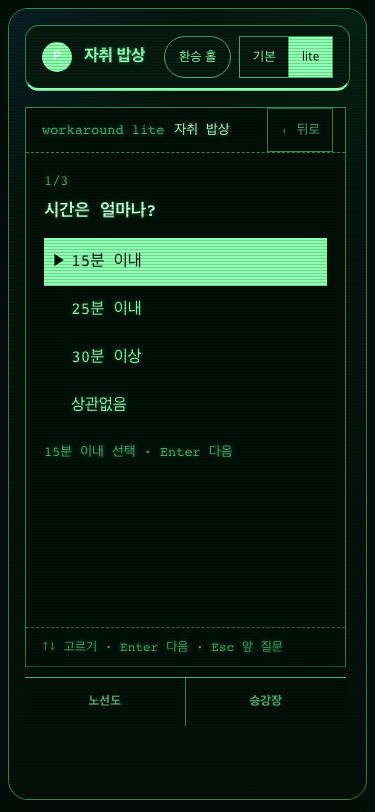 P 자취 밥상 환승 홀 기본 lite
workaround lite 자취 밥상 ‹ 뒤로
1/3
시간은 얼마나?
▶ 15분 이내
25분 이내
30분 이상
상관없음
15분 이내 선택 · Enter 다음
↑↓ 고르기 · Enter 다음 · Esc 앞 질문
노선도 승강장